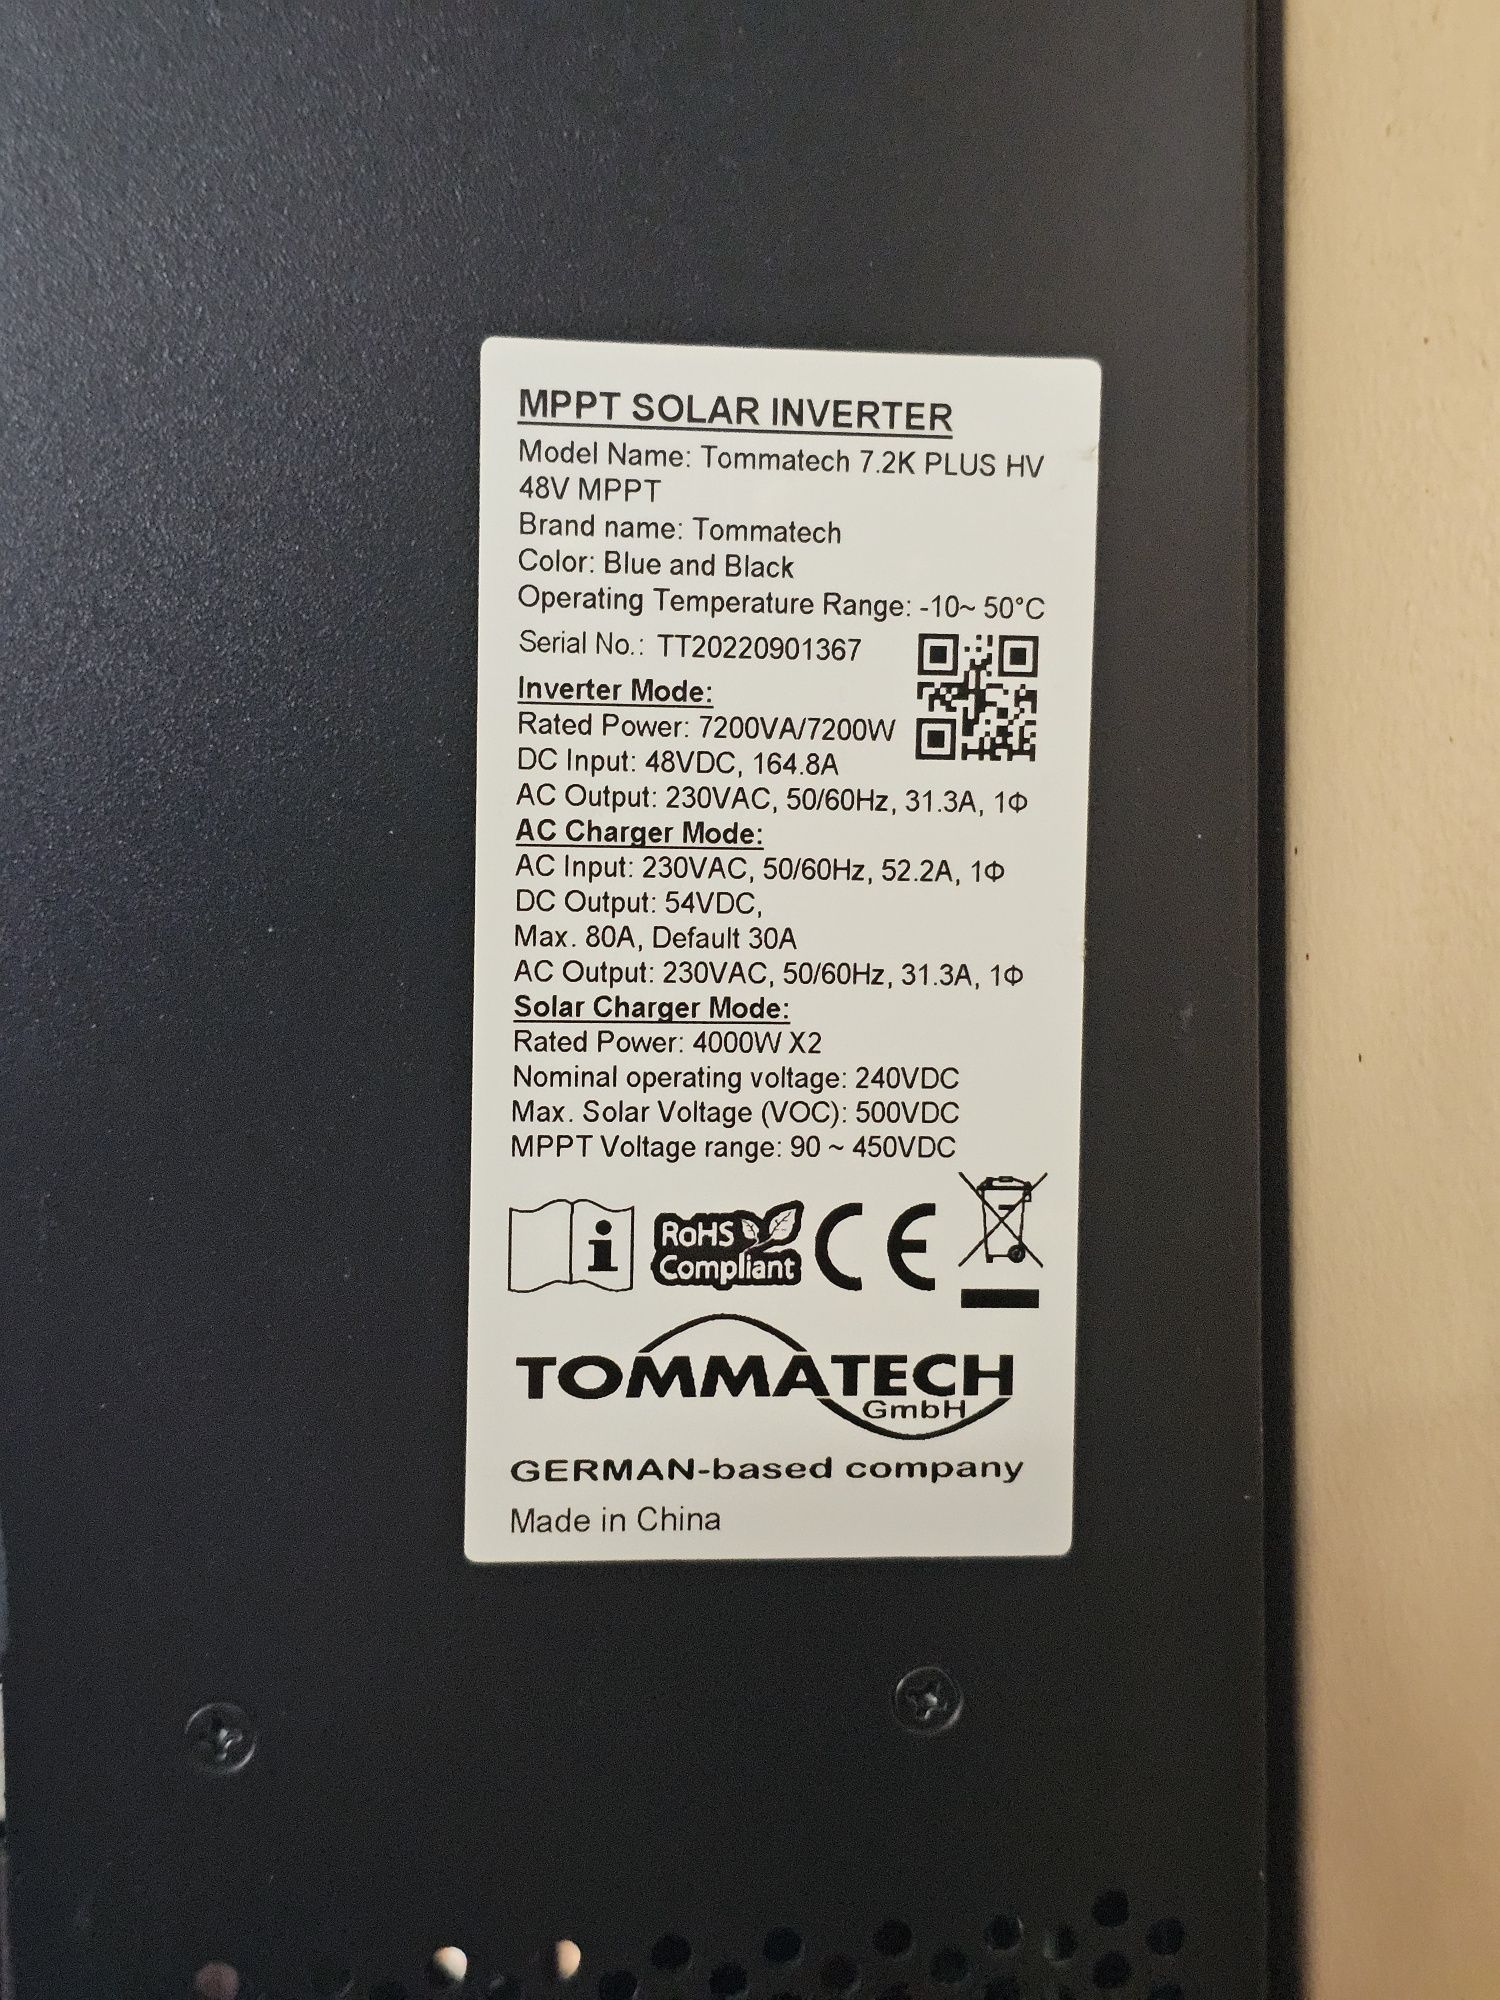 MPPT SOLAR INVERTER
Model Name: Tommatech 7.2K PLUS HV
48V MPPT
Brand name: Tommatech
Color: Blue and Black
Operating Temperature Range: -10~ 50°C
Serial No.: TT20220901367
Inverter Mode:
Rated Power: 7200VA/7200W
DC Input: 48VDC, 164.8A
AC Output: 230VAC, 50/60Hz, 31.3A, 1Φ
AC Charger Mode:
AC Input: 230VAC, 50/60Hz, 52.2A, 1Φ
DC Output: 54VDC,
Max. 80A, Default 30A
AC Output: 230VAC, 50/60Hz, 31.3A, 1Φ
Solar Charger Mode:
Rated Power: 4000W X2
Nominal operating voltage: 240VDC
Max. Solar Voltage (VOC): 500VDC
MPPT Voltage range: 90 ~ 450VDC
i
RoHS
Compliant
CE
TOMMATECH
GmbH
GERMAN-based company
Made in China